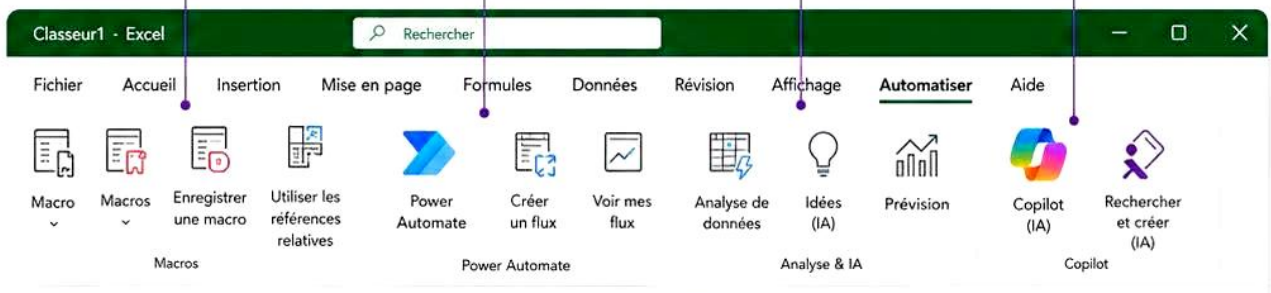 Classeur1 - Excel
Rechercher
Fichier Accueil Insertion Mise en page Formules Données Révision Affichage Automatiser Aide
Macro
Macros
Enregistrer
une macro
Utiliser les
références
relatives
Macros
Power
Automate
Créer
un flux
Voir mes
flux
Power Automate
Analyse de
données
Idées
(IA)
Prévision
Analyse & IA
Copilot
(IA)
Rechercher
et créer
(IA)
Copilot